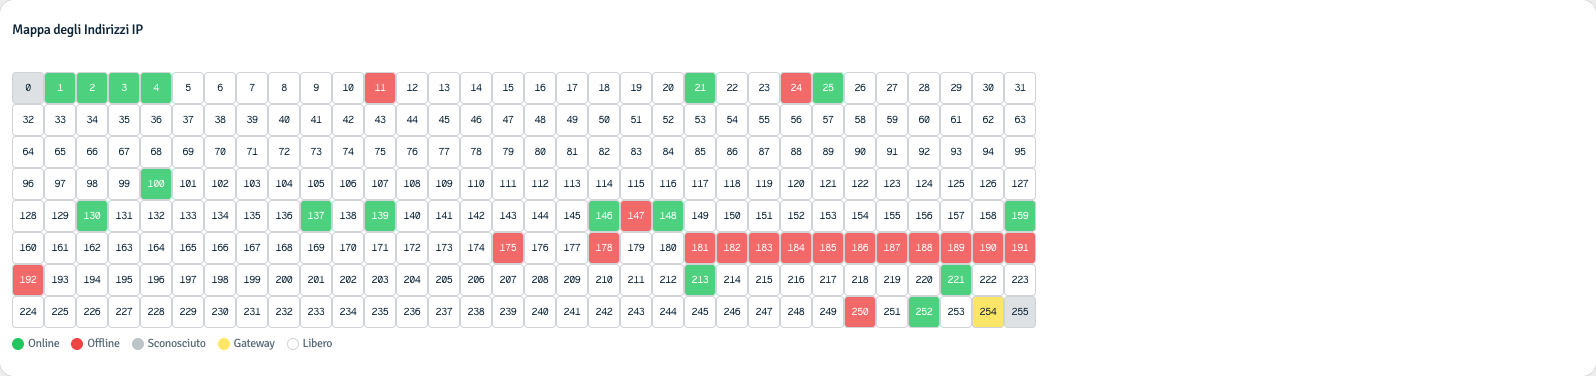 Mappa degli Indirizzi IP
0 1 2 3 4 5 6 7 8 9 10 11 12 13 14 15 16 17 18 19 20 21 22 23 24 25 26 27 28 29 30 31
32 33 34 35 36 37 38 39 40 41 42 43 44 45 46 47 48 49 50 51 52 53 54 55 56 57 58 59 60 61 62 63
64 65 66 67 68 69 70 71 72 73 74 75 76 77 78 79 80 81 82 83 84 85 86 87 88 89 90 91 92 93 94 95
96 97 98 99 100 101 102 103 104 105 106 107 108 109 110 111 112 113 114 115 116 117 118 119 120 121 122 123 124 125 126 127
128 129 130 131 132 133 134 135 136 137 138 139 140 141 142 143 144 145 146 147 148 149 150 151 152 153 154 155 156 157 158 159
160 161 162 163 164 165 166 167 168 169 170 171 172 173 174 175 176 177 178 179 180 181 182 183 184 185 186 187 188 189 190 191
192 193 194 195 196 197 198 199 200 201 202 203 204 205 206 207 208 209 210 211 212 213 214 215 216 217 218 219 220 221 222 223
224 225 226 227 228 229 230 231 232 233 234 235 236 237 238 239 240 241 242 243 244 245 246 247 248 249 250 251 252 253 254 255
Online Offline Sconosciuto Gateway Libero